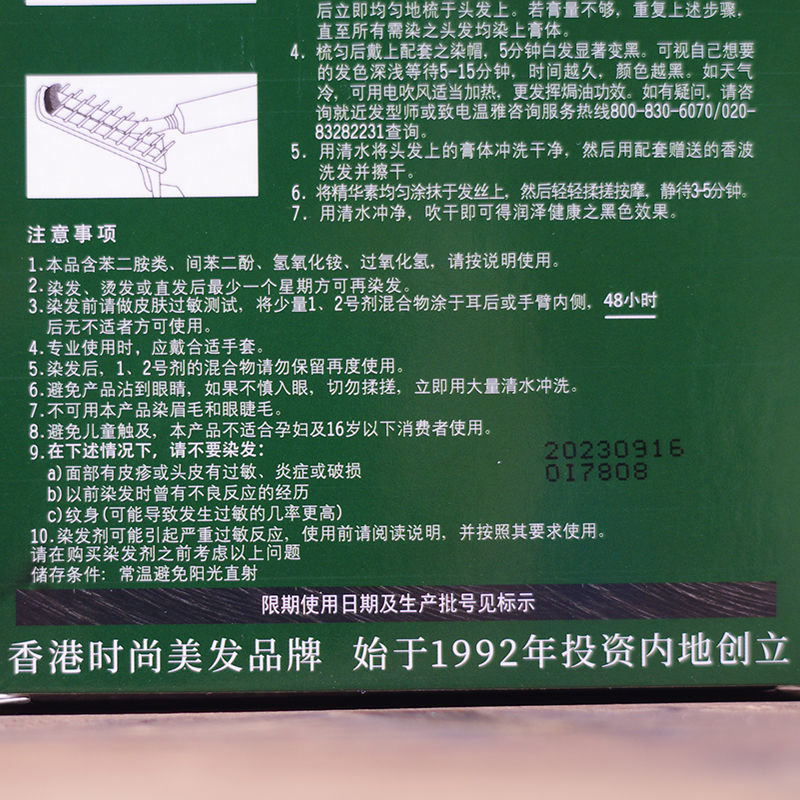 后立即均匀地梳于头发上。若膏量不够，重复上述步骤，
直至所有需染之头发均染上膏体。
4. 梳匀后戴上配套之染帽，5分钟白发显著变黑。可视自己想要
的发色深浅等待5-15分钟，时间越久，颜色越黑。如天气
冷，可用电吹风适当加热，更发挥焗油功效。如有疑问，请咨
询就近发型师或致电温雅咨询服务热线800-830-6070/020-
83282231查询。
5. 用清水将头发上的膏体冲洗干净，然后用配套赠送的香波
洗发并擦干。
6. 将精华素均匀涂抹于发丝上，然后轻轻揉搓按摩，静待3-5分钟。
7. 用清水冲净，吹干即可得润泽健康之黑色效果。
注意事项
1.本品含苯二胺类、间苯二酚、氢氧化铵、过氧化氢，请按说明使用。
2.染发、烫发或直发后最少一个星期方可再染发。
3.染发前请做皮肤过敏测试，将少量1、2号剂混合物涂于耳后或手臂内侧，48小时
后无不适者方可使用。
4.专业使用时，应戴合适手套。
5.染发后，1、2号剂的混合物请勿保留再度使用。
6.避免产品沾到眼睛，如果不慎入眼，切勿揉搓，立即用大量清水冲洗。
7.不可用本产品染眉毛和眼睫毛。
8.避免儿童触及，本产品不适合孕妇及16岁以下消费者使用。
9.在下述情况下，请不要染发：
a)面部有皮疹或头皮有过敏、炎症或破损
b)以前染发时曾有不良反应的经历
c)纹身(可能导致发生过敏的几率更高)
20230916
017808
10.染发剂可能引起严重过敏反应，使用前请阅读说明，并按照其要求使用。
请在购买染发剂之前考虑以上问题
储存条件：常温避免阳光直射
限期使用日期及生产批号见标示
香港时尚美发品牌 始于1992年投资内地创立